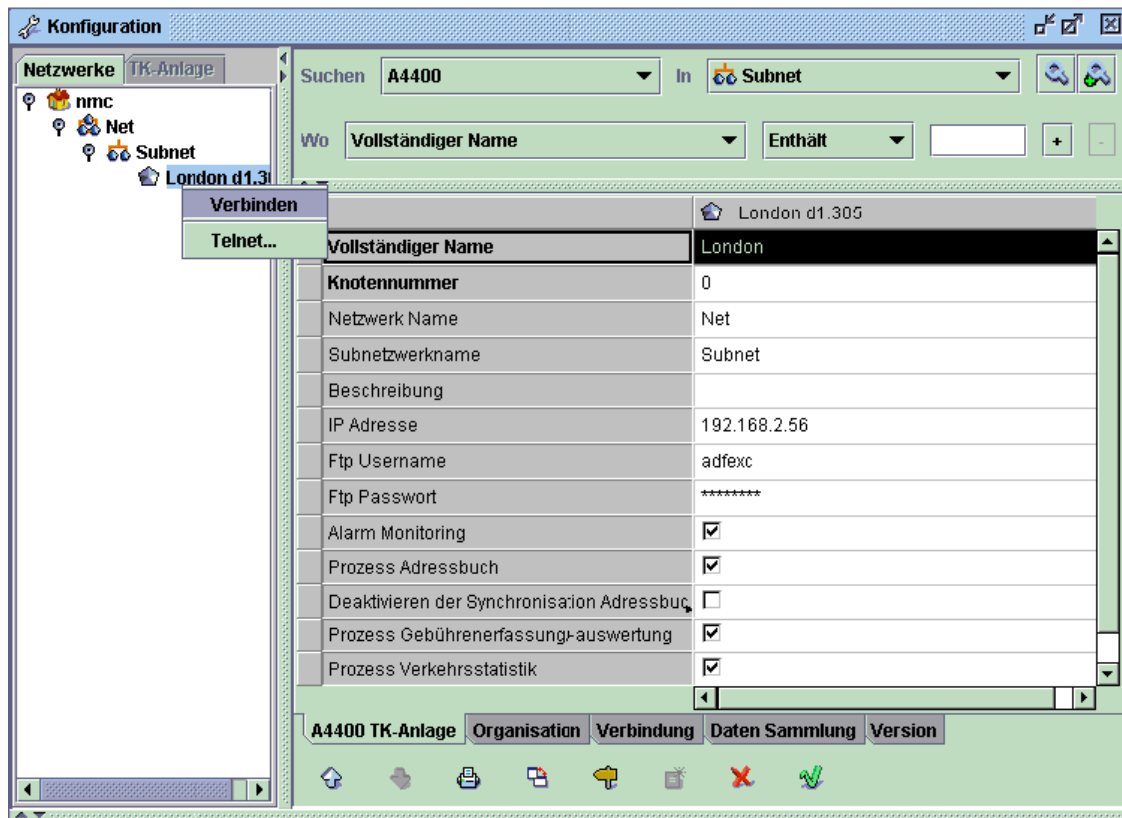 Konfiguration
Netzwerke TK-Anlage
nmc
Net
Subnet
London d1.3
Verbinden
Telnet...
Suchen A4400 In Subnet
Wo Vollständiger Name Enthält + -
London d1.305
Vollständiger Name London
Knotennummer 0
Netzwerk Name Net
Subnetzwerkname Subnet
Beschreibung
IP Adresse 192.168.2.56
Ftp Username adfexc
Ftp Passwort ********
Alarm Monitoring
Prozess Adressbuch
Deaktivieren der Synchronisation Adressbuc
Prozess Gebührenerfassung-auswertung
Prozess Verkehrsstatistik
A4400 TK-Anlage Organisation Verbindung Daten Sammlung Version